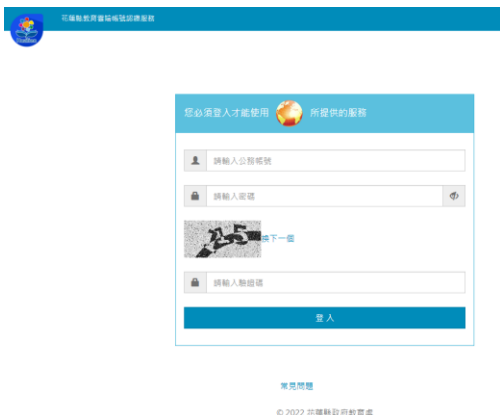 花蓮縣教育雲端帳號認證服務
您必須登入才能使用 所提供的服務
請輸入公務帳號
請輸入密碼
換下一個
請輸入驗證碼
登入
常見問題
© 2022 花蓮縣政府教育處